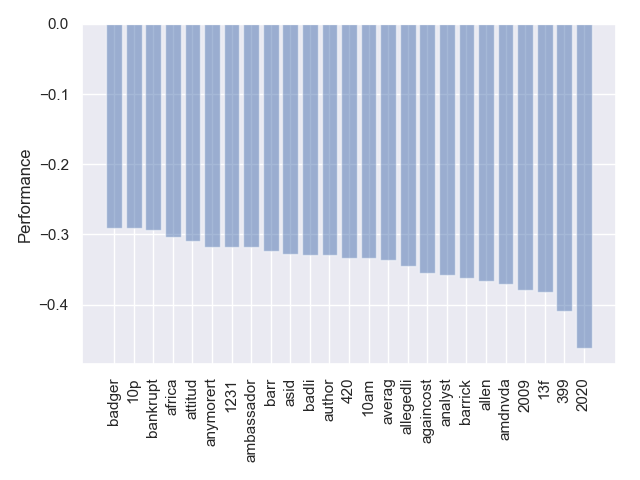 0.0
−0.1
−0.2
−0.3
−0.4
Performance
badger
10p
bankrupt
africa
attitud
anymorert
1231
ambassador
barr
asid
badli
author
420
10am
averag
allegedli
againcost
analyst
barrick
allen
amdnvda
2009
13f
399
2020